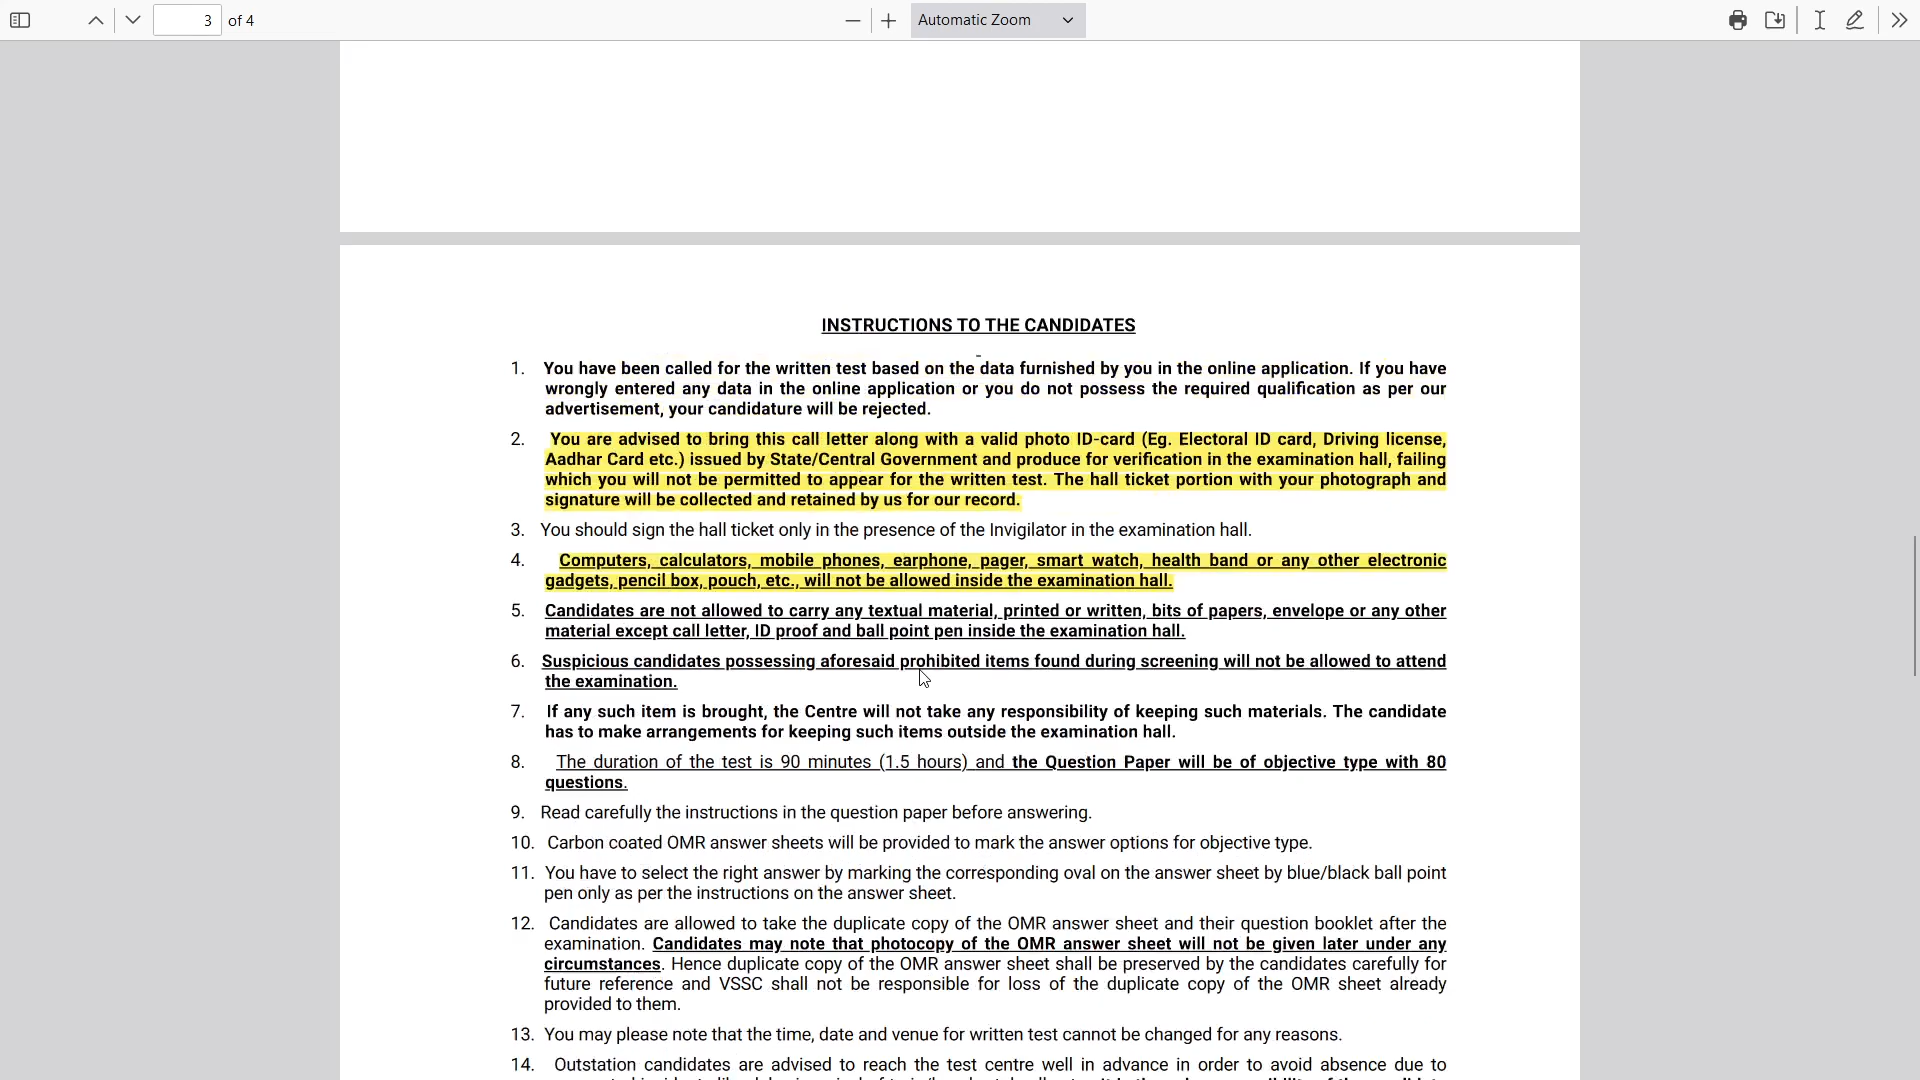 3 of 4
Automatic Zoom
INSTRUCTIONS TO THE CANDIDATES
1. You have been called for the written test based on the data furnished by you in the online application. If you have
wrongly entered any data in the online application or you do not possess the required qualification as per our
advertisement, your candidature will be rejected.
2. You are advised to bring this call letter along with a valid photo ID-card (Eg. Electoral ID card, Driving license,
Aadhar Card etc.) issued by State/Central Government and produce for verification in the examination hall, failing
which you will not be permitted to appear for the written test. The hall ticket portion with your photograph and
signature will be collected and retained by us for our record.
3. You should sign the hall ticket only in the presence of the Invigilator in the examination hall.
4. Computers, calculators, mobile phones, earphone, pager, smart watch, health band or any other electronic
gadgets, pencil box, pouch, etc., will not be allowed inside the examination hall.
5. Candidates are not allowed to carry any textual material, printed or written, bits of papers, envelope or any other
material except call letter, ID proof and ball point pen inside the examination hall.
6. Suspicious candidates possessing aforesaid prohibited items found during screening will not be allowed to attend
the examination.
7. If any such item is brought, the Centre will not take any responsibility of keeping such materials. The candidate
has to make arrangements for keeping such items outside the examination hall.
8. The duration of the test is 90 minutes (1.5 hours) and the Question Paper will be of objective type with 80
questions.
9. Read carefully the instructions in the question paper before answering.
10. Carbon coated OMR answer sheets will be provided to mark the answer options for objective type.
11. You have to select the right answer by marking the corresponding oval on the answer sheet by blue/black ball point
pen only as per the instructions on the answer sheet.
12. Candidates are allowed to take the duplicate copy of the OMR answer sheet and their question booklet after the
examination. Candidates may note that photocopy of the OMR answer sheet will not be given later under any
circumstances. Hence duplicate copy of the OMR answer sheet shall be preserved by the candidates carefully for
future reference and VSSC shall not be responsible for loss of the duplicate copy of the OMR sheet already
provided to them.
13. You may please note that the time, date and venue for written test cannot be changed for any reasons.
14. Outstation candidates are advised to reach the test centre well in advance in order to avoid absence due to